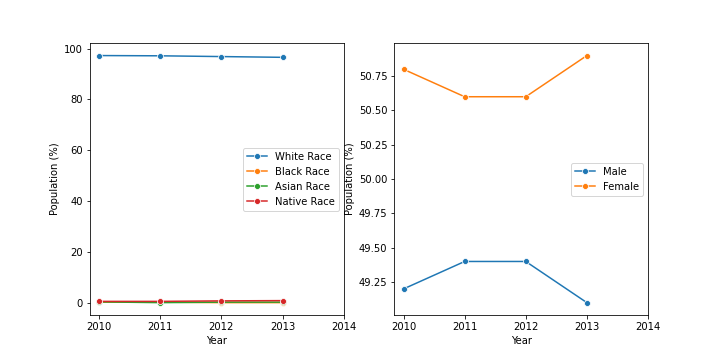 100
80
60
40
20
0
Population (%)
2010 2011 2012 2013 2014
Year
White Race
Black Race
Asian Race
Native Race
50.75
50.50
50.25
50.00
49.75
49.50
49.25
Population (%)
2010 2011 2012 2013 2014
Year
Male
Female